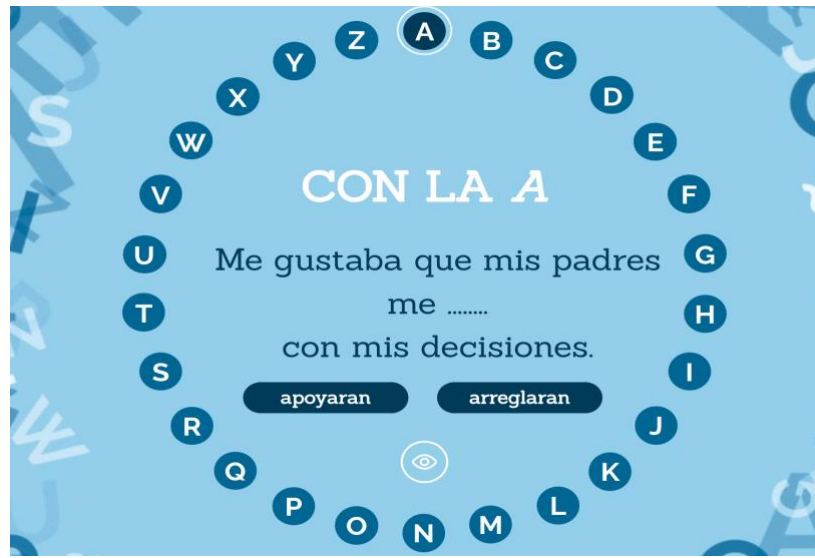 A
B
C
D
E
F
G
H
I
J
K
L
M
N
O
P
Q
R
S
T
U
V
W
X
Y
Z
CON LA A
Me gustaba que mis padres
me ........
con mis decisiones.
apoyaran
arreglaran